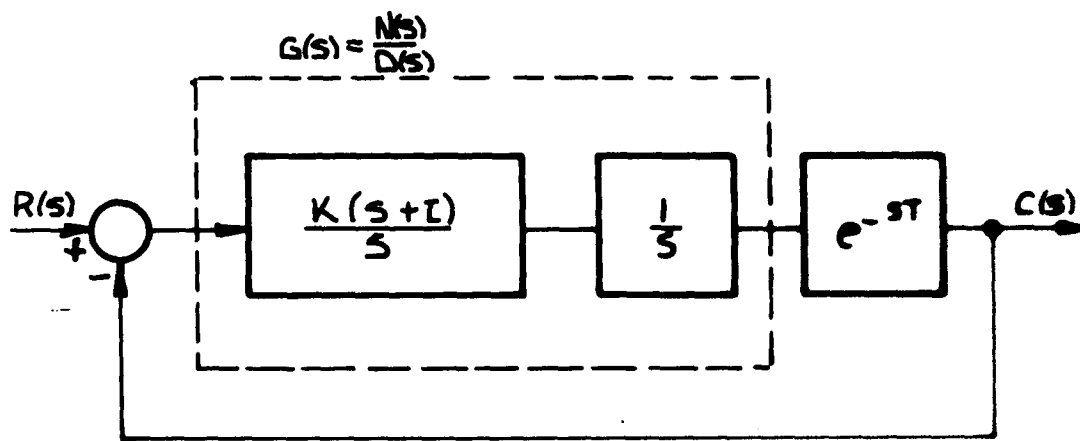 G(s) = N(s)/D(s)
R(s)
+
-
K(s+I)/S
1/S
e^-sT
C(s)